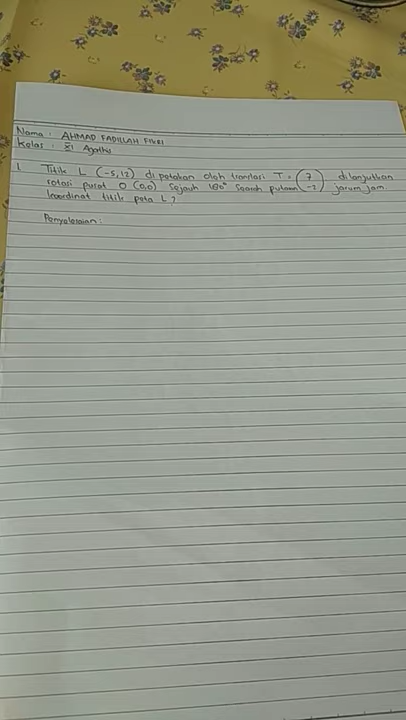 Nama : AHMAD FADILLAH FIKRI
Kelas : XI Agathis
1. Titik L (-5,12) di petakan oleh translasi T = (7 -2) dilanjutkan
rotasi pusat O (0,0) sejauh 180° searah putaran jarum jam.
koordinat titik peta L?
Penyelesaian :